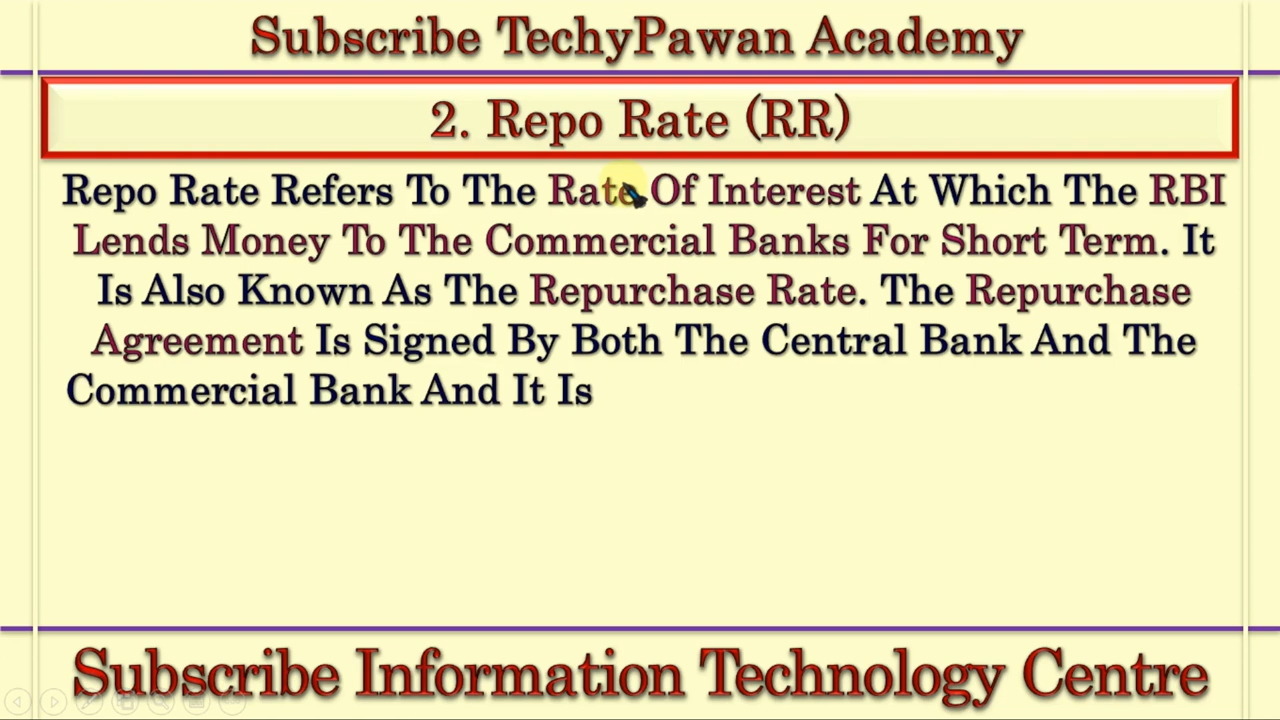 Subscribe TechyPawan Academy
2. Repo Rate (RR)
Repo Rate Refers To The Rate Of Interest At Which The RBI
Lends Money To The Commercial Banks For Short Term. It
Is Also Known As The Repurchase Rate. The Repurchase
Agreement Is Signed By Both The Central Bank And The
Commercial Bank And It Is
Subscribe Information Technology Centre